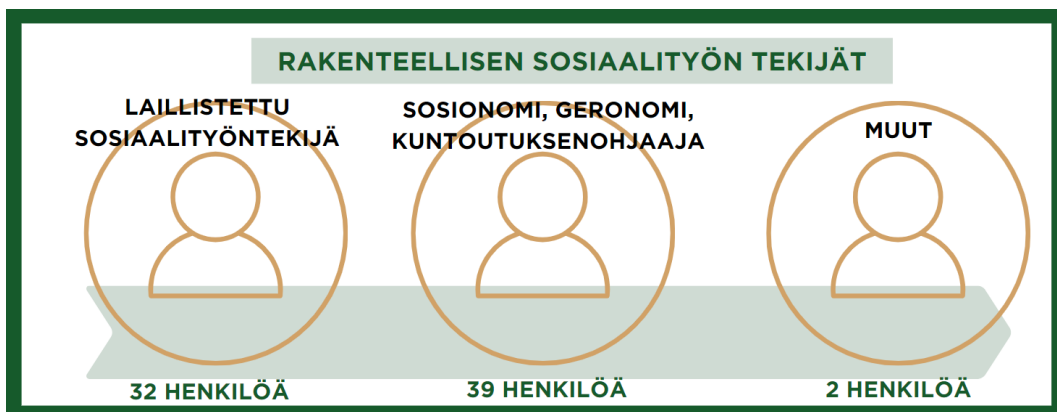 RAKENTEELLISEN SOSIAALITYÖN TEKIJÄT
LAILLISTETTU
SOSIAALITYÖNTEKIJÄ
SOSIONOMI, GERONOMI,
KUNTOUTUKSENOHJAAJA
MUUT
32 HENKILÖÄ
39 HENKILÖÄ
2 HENKILÖÄ